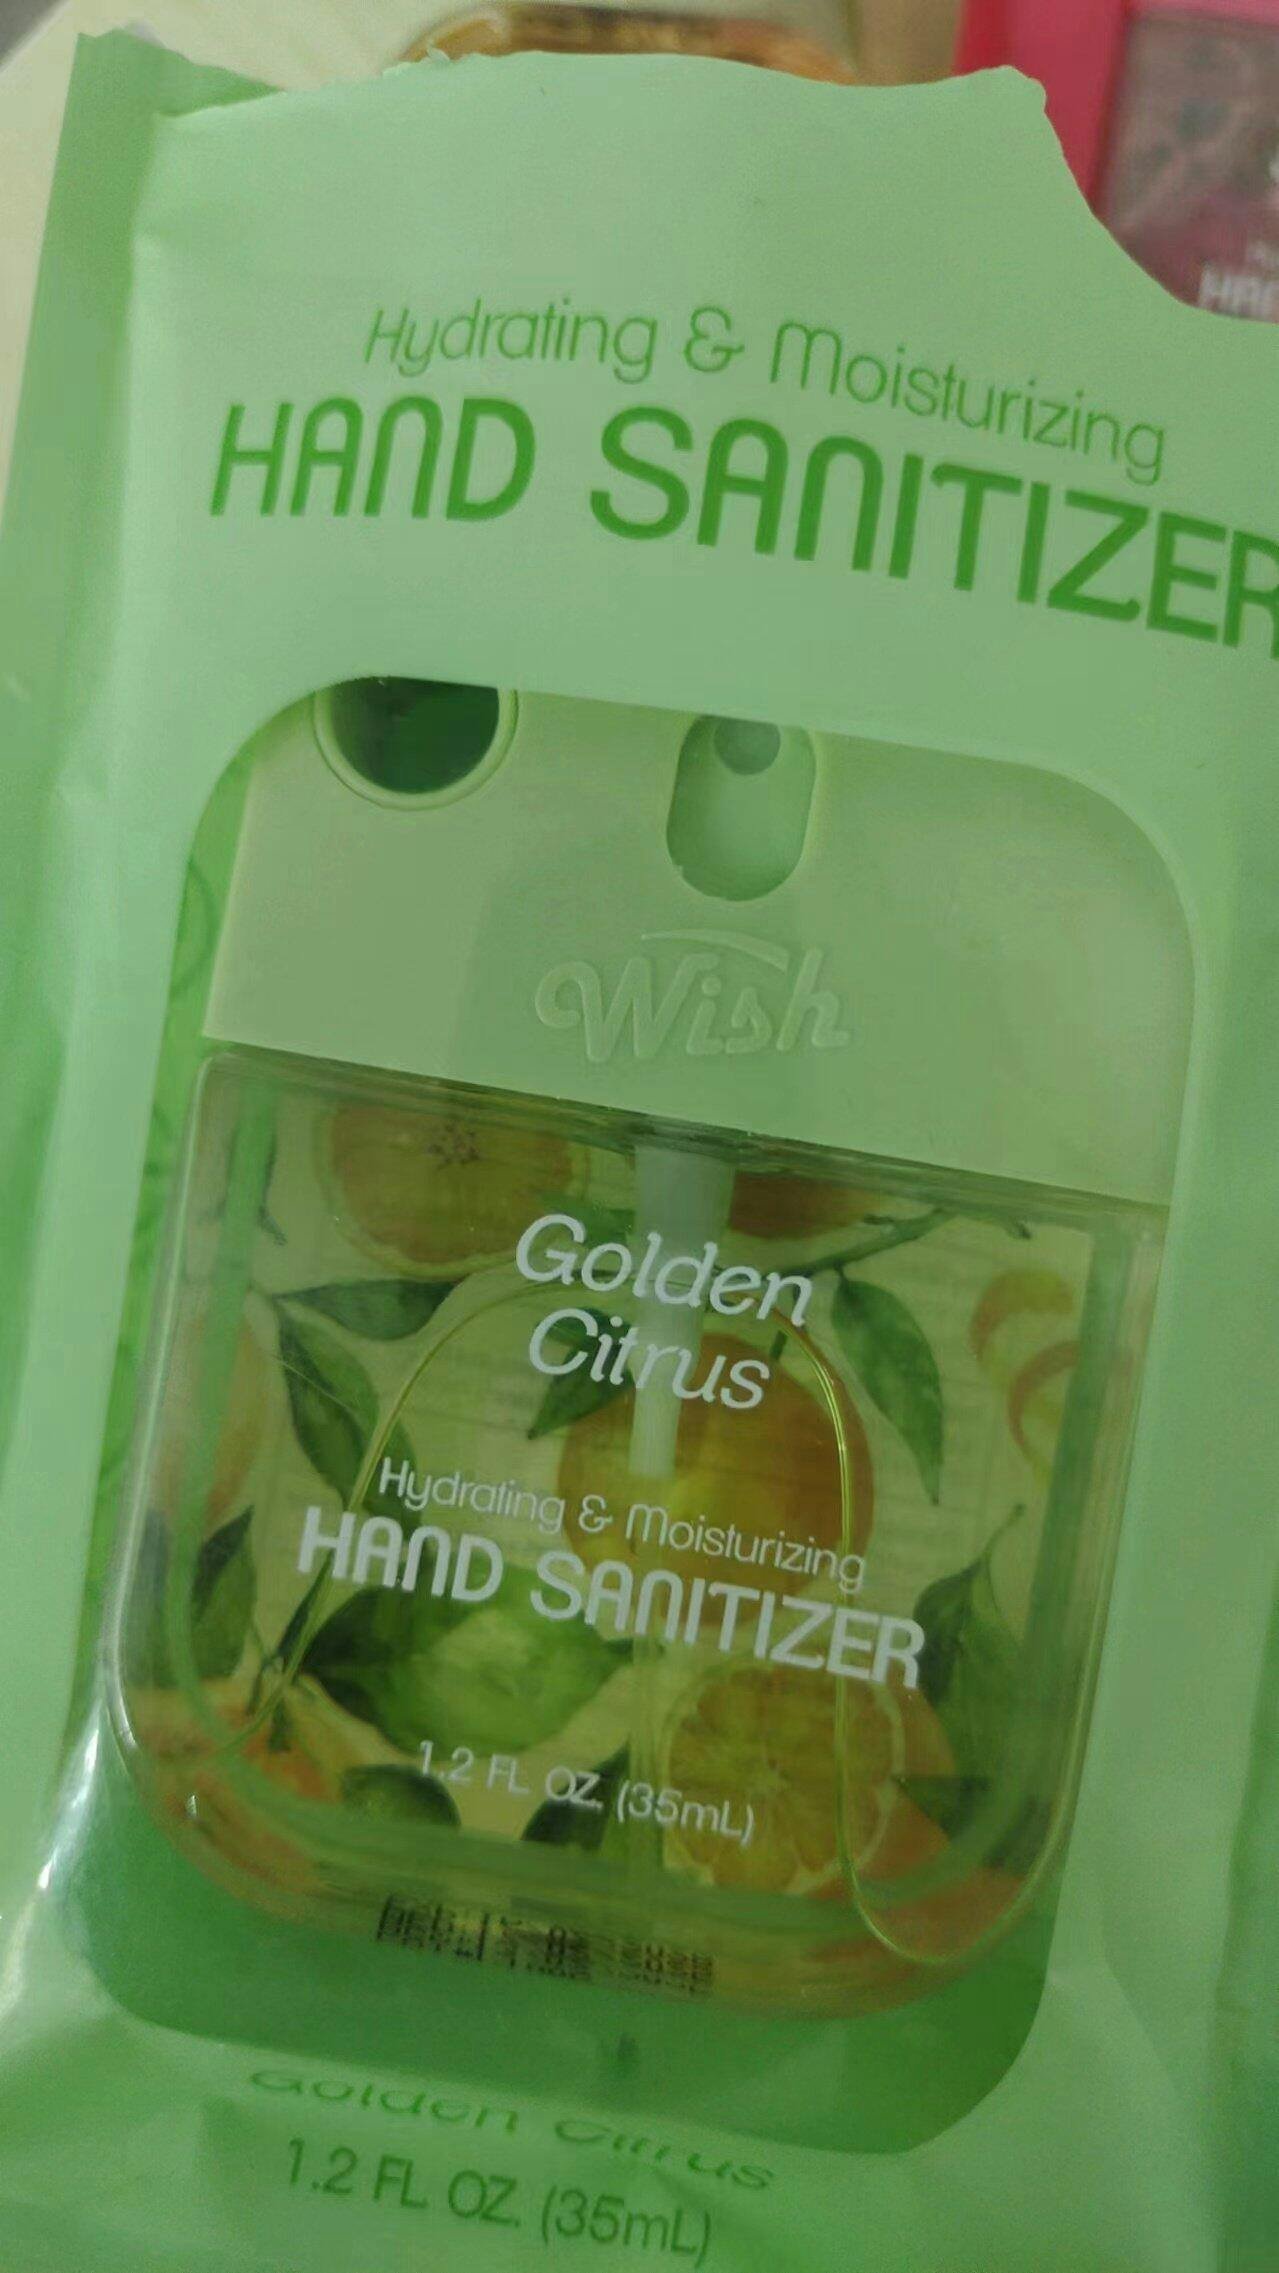 Hydrating & Moisturizing
HAND SANITIZER
Wish
Golden
Citrus
Hydrating & Moisturizing
HAND SANITIZER
1.2 FL OZ. (35mL)
Golden Citrus
1.2 FL OZ. (35mL)